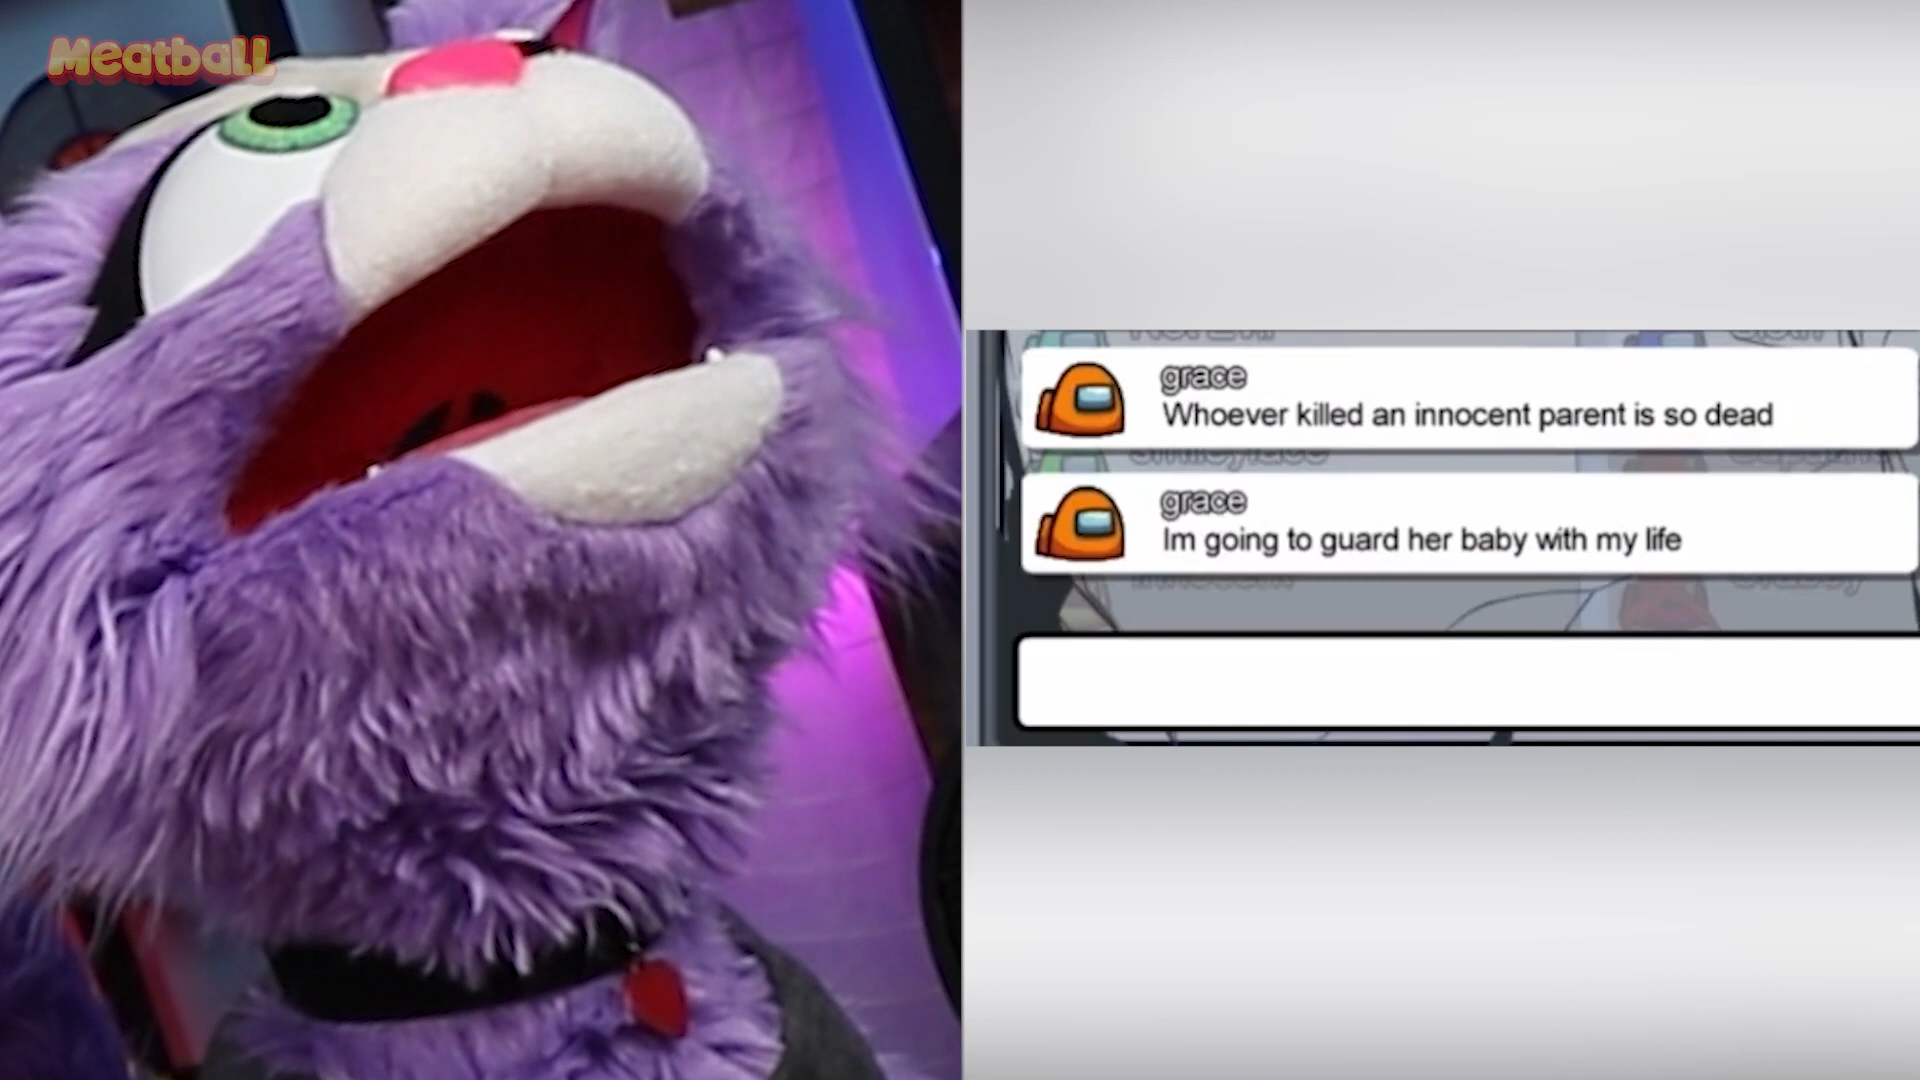 Meatball
grace
Whoever killed an innocent parent is so dead
grace
Im going to guard her baby with my life